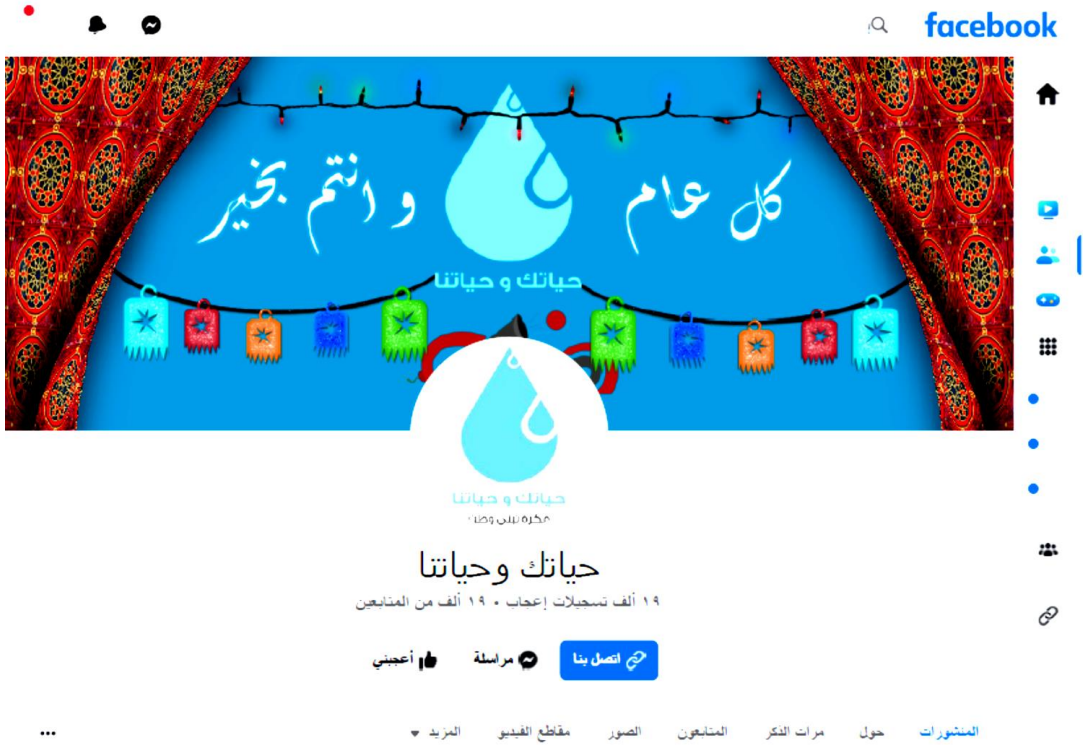 facebook
كل عام
و انتم بخير
حياتك و حياتنا
حياتك و حياتنا
حياتك وحياتنا
١٩ ألف تسجيلات إعجاب • ١٩ ألف من المتابعين
اتصل بنا مراسلة أعجبني
المنشورات حول مرات الذكر المتابعون الصور مقاطع الفيديو المزيد